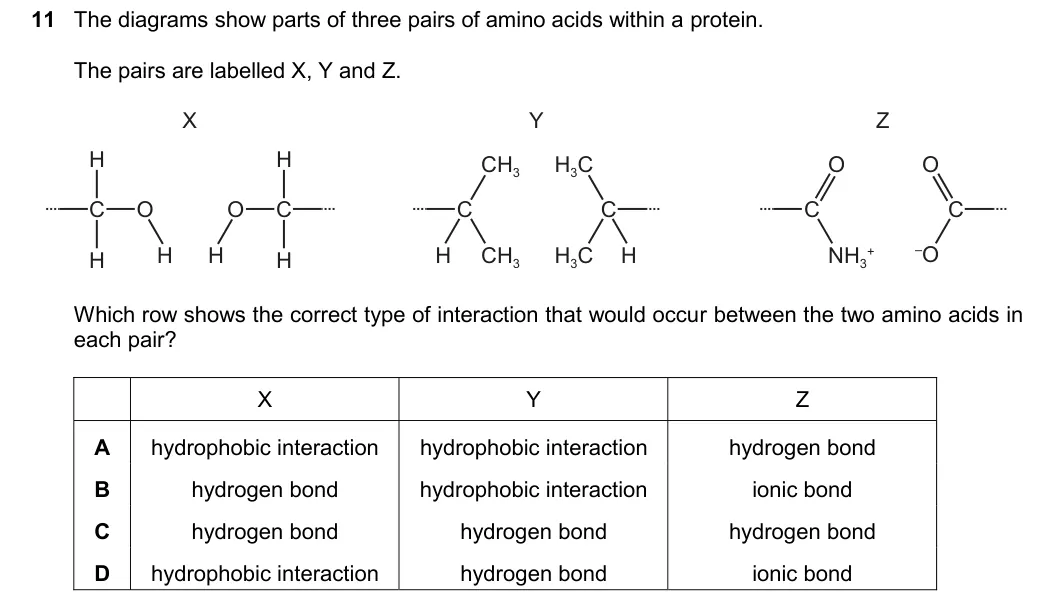 11 The diagrams show parts of three pairs of amino acids within a protein.
The pairs are labelled X, Y and Z.
X Y Z
H H CH₃ H₃C O O
C O O C C C C C
H H H H H CH₃ H₃C H NH₃⁺ ⁻O
Which row shows the correct type of interaction that would occur between the two amino acids in
each pair?
X Y Z
A hydrophobic interaction hydrophobic interaction hydrogen bond
B hydrogen bond hydrophobic interaction ionic bond
C hydrogen bond hydrogen bond hydrogen bond
D hydrophobic interaction hydrogen bond ionic bond